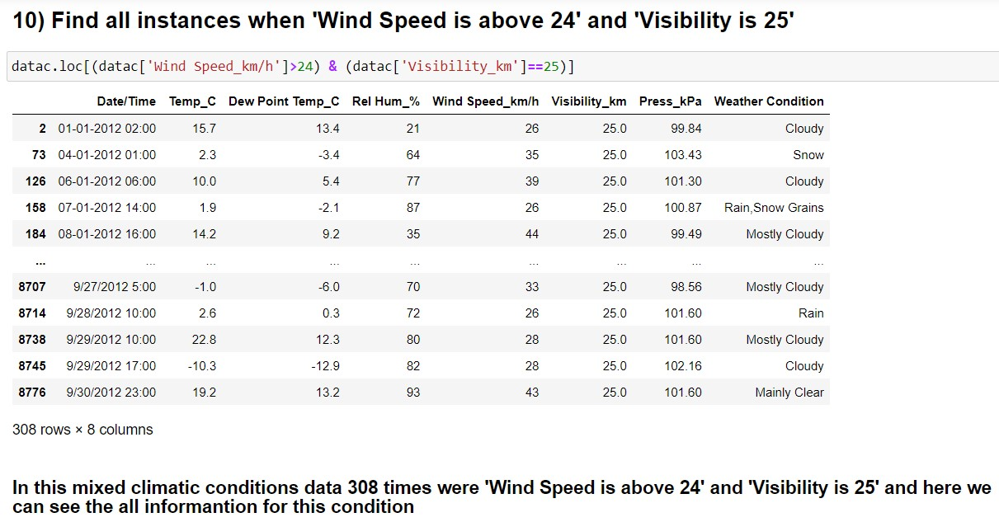 10) Find all instances when 'Wind Speed is above 24' and 'Visibility is 25'
datac.loc[(datac['Wind Speed_km/h']>24) & (datac['Visibility_km']==25)]
Date/Time Temp_C Dew Point Temp_C Rel Hum_% Wind Speed_km/h Visibility_km Press_kPa Weather Condition
2 01-01-2012 02:00 15.7 13.4 21 26 25.0 99.84 Cloudy
73 04-01-2012 01:00 2.3 -3.4 64 35 25.0 103.43 Snow
126 06-01-2012 06:00 10.0 5.4 77 39 25.0 101.30 Cloudy
158 07-01-2012 14:00 1.9 -2.1 87 26 25.0 100.87 Rain,Snow Grains
184 08-01-2012 16:00 14.2 9.2 35 44 25.0 99.49 Mostly Cloudy
... ... ... ... ... ... ... ... ...
8707 9/27/2012 5:00 -1.0 -6.0 70 33 25.0 98.56 Mostly Cloudy
8714 9/28/2012 10:00 2.6 0.3 72 26 25.0 101.60 Rain
8738 9/29/2012 10:00 22.8 12.3 80 28 25.0 101.60 Mostly Cloudy
8745 9/29/2012 17:00 -10.3 -12.9 82 28 25.0 102.16 Cloudy
8776 9/30/2012 23:00 19.2 13.2 93 43 25.0 101.60 Mainly Clear
308 rows × 8 columns
In this mixed climatic conditions data 308 times were 'Wind Speed is above 24' and 'Visibility is 25' and here we
can see the all informantion for this condition